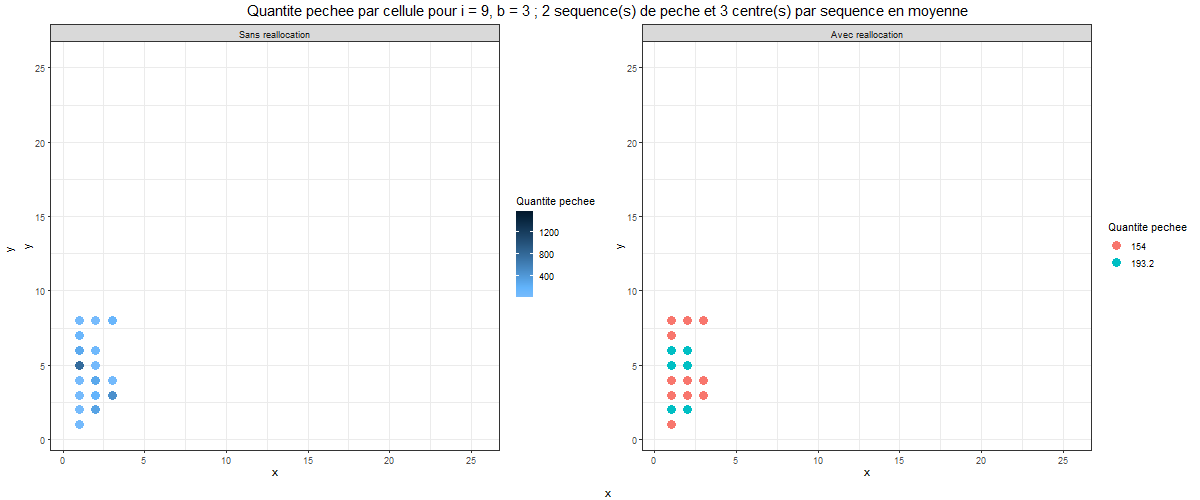 Quantite pechee par cellule pour i = 9, b = 3 ; 2 sequence(s) de peche et 3 centre(s) par sequence en moyenne
Sans reallocation
25
20
15
10
5
0
y
y
0 5 10 15 20 25
x
Quantite pechee
1200
800
400
Avec reallocation
25
20
15
10
5
0
y
0 5 10 15 20 25
x
Quantite pechee
154
193.2
x